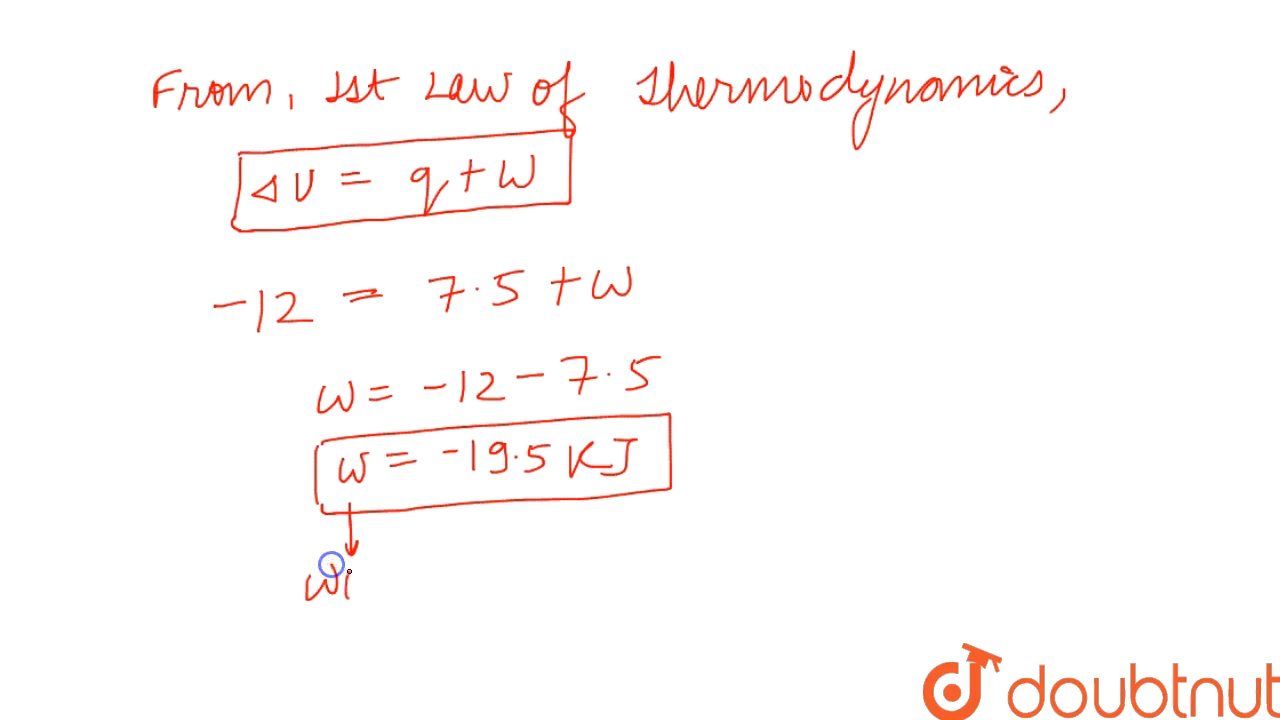 From, 1st Law of thermodynamics,
ΔU = q + W
-12 = 7.5 + W
W = -12 - 7.5
W = -19.5 KJ
doubtnut